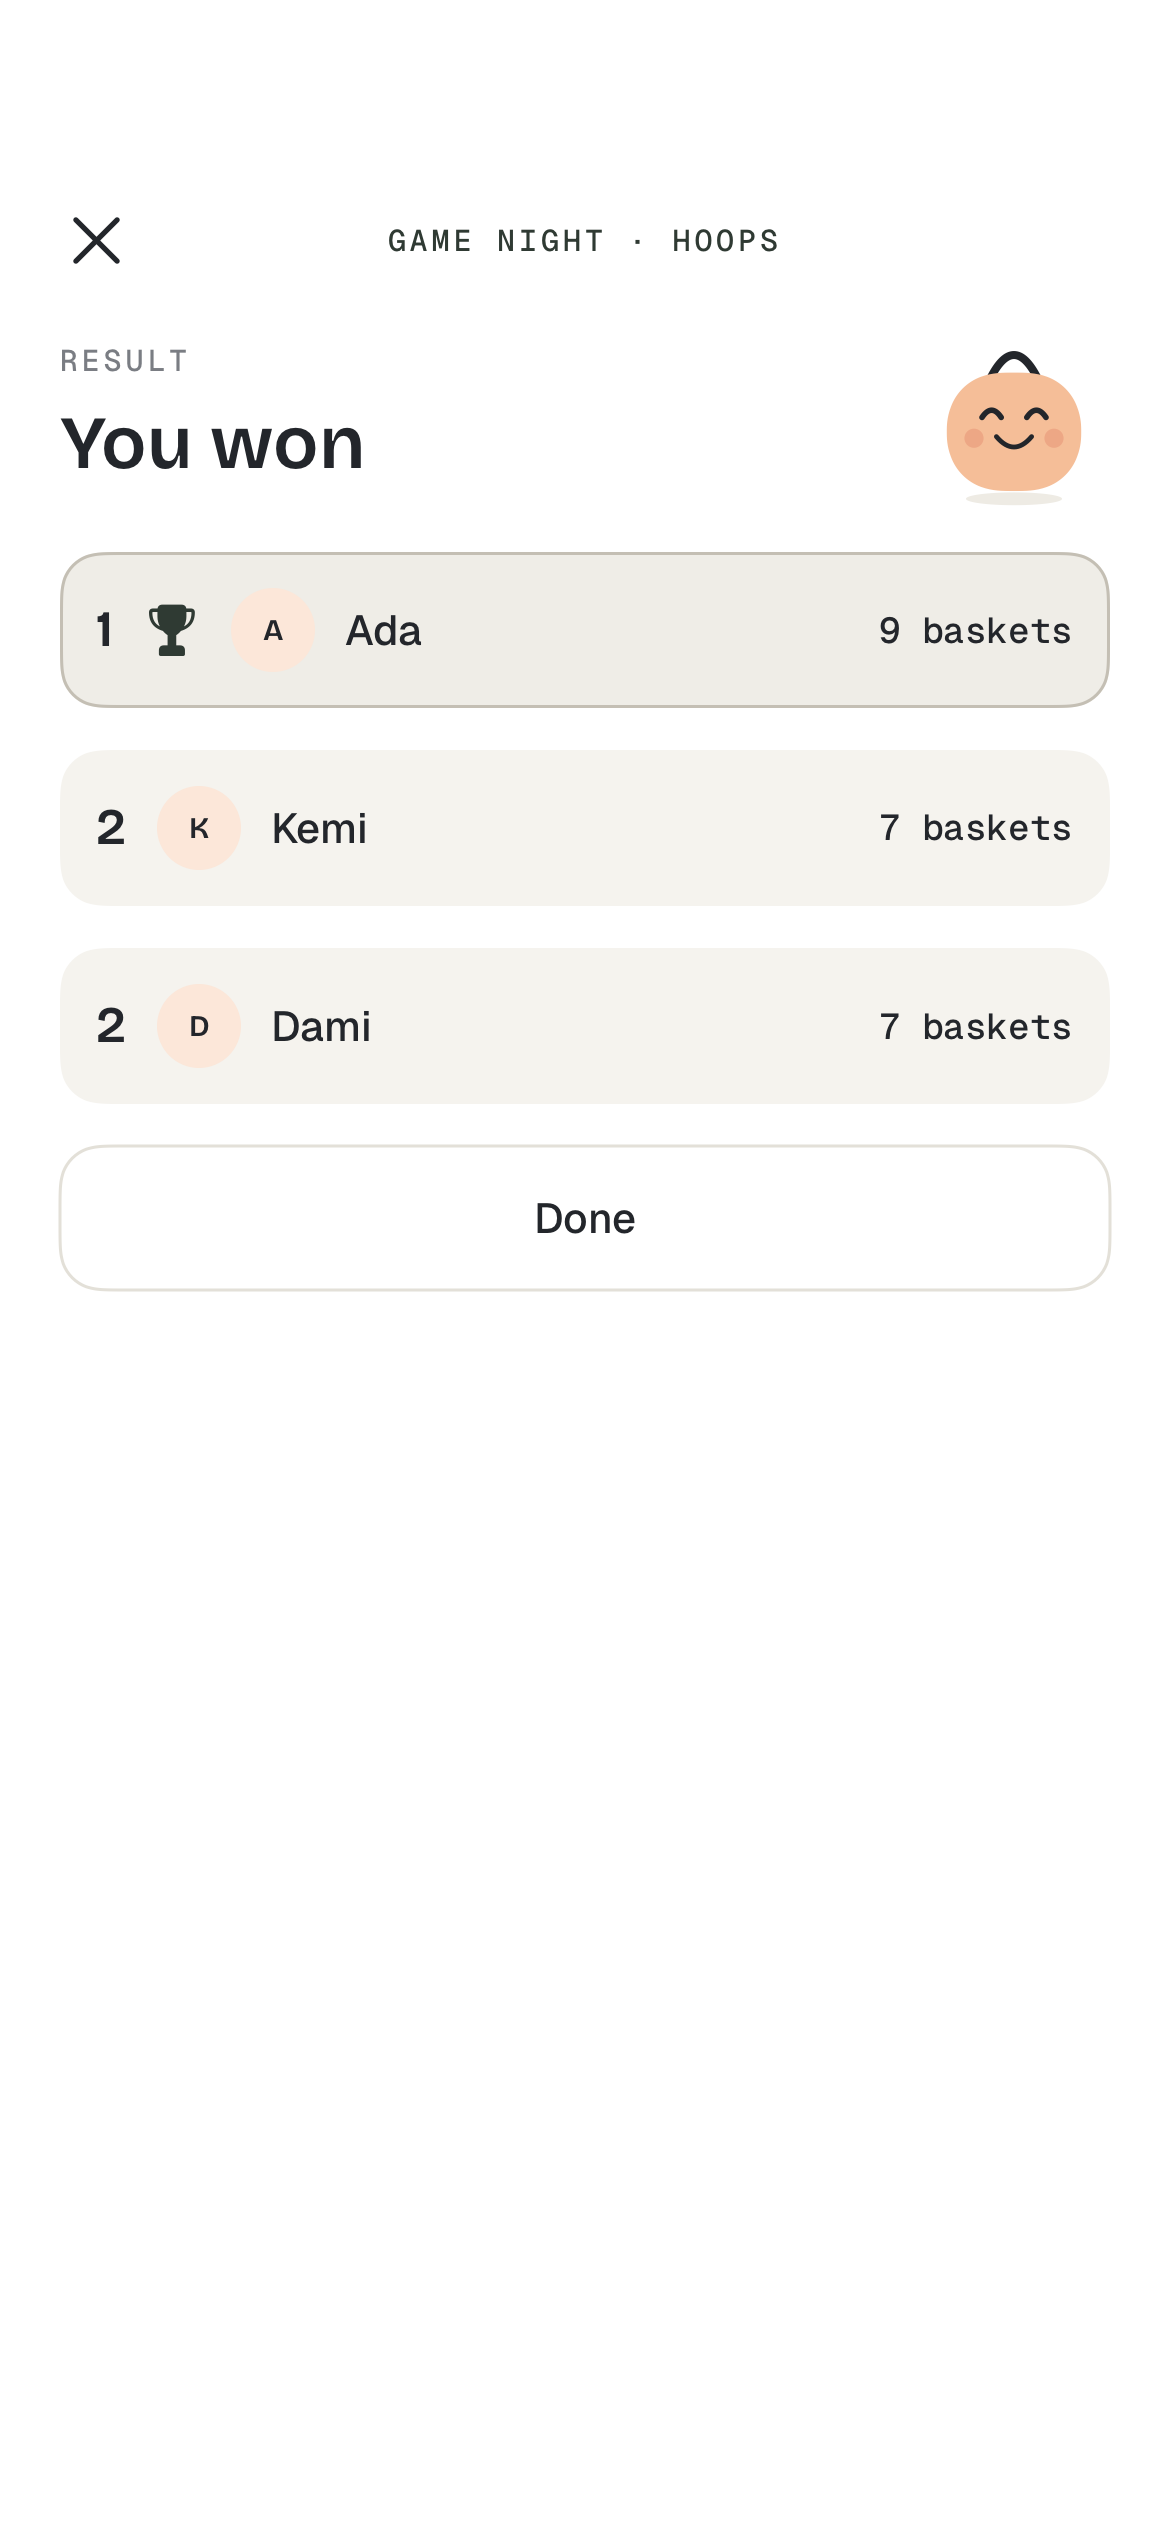 GAME NIGHT · HOOPS
RESULT
You won
1 A Ada 9 baskets
2 K Kemi 7 baskets
2 D Dami 7 baskets
Done